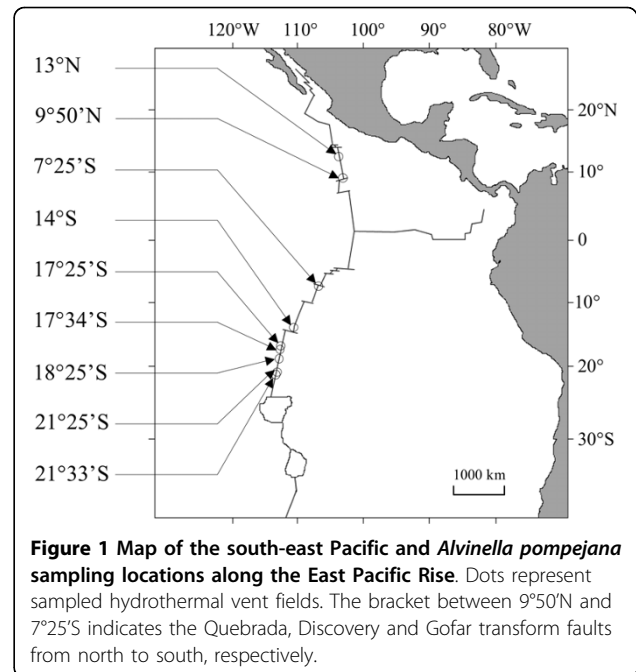 120°W 100° 90° 80°W
13°N
9°50'N
7°25'S
14°S
17°25'S
17°34'S
18°25'S
21°25'S
21°33'S
20°N
10°N
0
10°
20°
30°S
1000 km
Figure 1 Map of the south-east Pacific and Alvinella pompejana
sampling locations along the East Pacific Rise. Dots represent
sampled hydrothermal vent fields. The bracket between 9°50'N and
7°25'S indicates the Quebrada, Discovery and Gofar transform faults
from north to south, respectively.